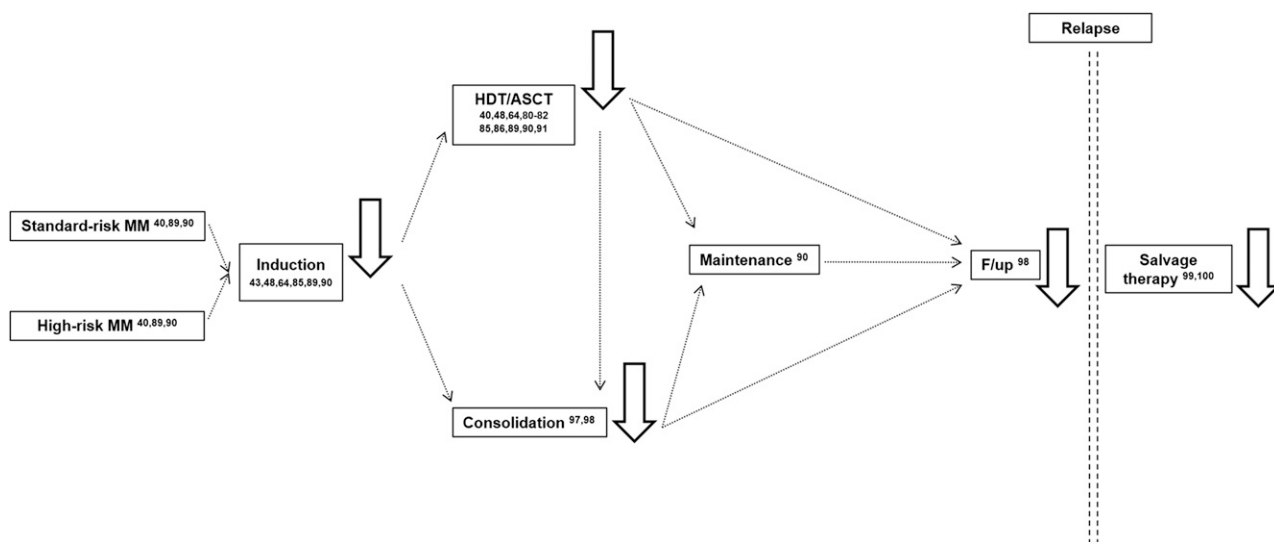 Relapse
HDT/ASCT
40,48,64,80-82
85,86,89,90,91
Standard-risk MM 40,89,90
Induction
43,48,64,85,89,90
High-risk MM 40,89,90
Maintenance 90
F/up 98
Salvage
therapy 99,100
Consolidation 97,98